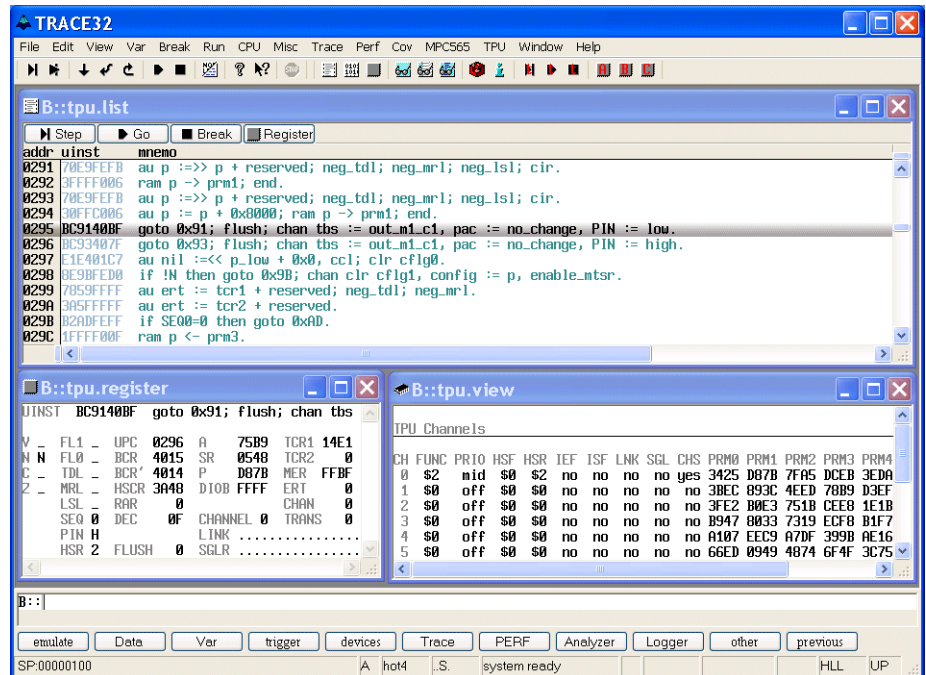 TRACE32
File Edit View Var Break Run CPU Misc Trace Perf Cov MPC565 TPU Window Help
B::tpu.list
Step Go Break Register
addr uinst mnemo
0291 70E9FEFB au p :=>> p + reserved; neg_tdl; neg_mrl; neg_lsl; cir.
0292 3FFFF006 ram p -> prm1; end.
0293 70E9FEFB au p :=>> p + reserved; neg_tdl; neg_mrl; neg_lsl; cir.
0294 30FFC006 au p := p + 0x8000; ram p -> prm1; end.
0295 BC9140BF goto 0x91; flush; chan tbs := out_m1_c1, pac := no_change, PIN := low.
0296 BC93407F goto 0x93; flush; chan tbs := out_m1_c1, pac := no_change, PIN := high.
0297 E1E401C7 au nil :=<< p_low + 0x0, ccl; clr cflg0.
0298 8E9BFED0 if !N then goto 0x9B; chan clr cflg1, config := p, enable_mtsr.
0299 7859FFFF au ert := tcr1 + reserved; neg_tdl; neg_mrl.
029A 3A5FFFFF au ert := tcr2 + reserved.
029B B2ADFEFF if SEQ0=0 then goto 0xAD.
029C 1FFFF00F ram p <- prm3.
B::tpu.register
UINST BC9140BF goto 0x91; flush; chan tbs
V _ FL1 _ UPC 0296 A 75B9 TCR1 14E1
N N FL0 _ BCR 4015 SR 0548 TCR2 0
C _ TDL _ BCR' 4014 P D87B MER FFBF
Z _ MRL _ HSCR 3A48 DIOB FFFF ERT 0
LSL _ RAR 0 CHAN 0
SEQ 0 DEC 0F CHANNEL 0 TRANS 0
PIN H LINK ................
HSR 2 FLUSH 0 SGLR ................
B::tpu.view
TPU Channels
CH FUNC PRIO HSF HSR IEF ISF LNK SGL CHS PRM0 PRM1 PRM2 PRM3 PRM4
0 $2 mid $0 $2 no no no no yes 3425 D87B 7FA5 DCEB 3EDA
1 $0 off $0 $0 no no no no no 3BEC 893C 4EED 78B9 D3EF
2 $0 off $0 $0 no no no no no 3FE2 B0E3 751B CEE8 1E1B
3 $0 off $0 $0 no no no no no B947 8033 7319 ECF8 B1F7
4 $0 off $0 $0 no no no no no A107 EEC9 A7DF 399B AE16
5 $0 off $0 $0 no no no no no 66ED 0949 4874 6F4F 3C75
B::
emulate Data Var trigger devices Trace PERF Analyzer Logger other previous
SP:00000100 A hot4 ..S. system ready HLL UP